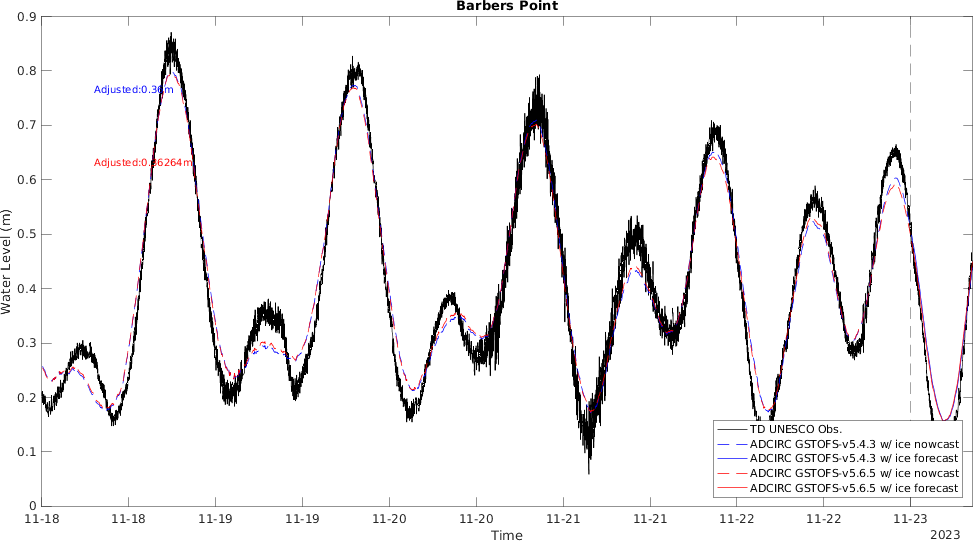 Barbers Point
0.9
0.8
0.7
0.6
0.5
0.4
0.3
0.2
0.1
0
Water Level (m)
Adjusted:0.36m
Adjusted:0.36264m
TD UNESCO Obs.
ADCIRC GSTOFS-v5.4.3 w/ ice nowcast
ADCIRC GSTOFS-v5.4.3 w/ ice forecast
ADCIRC GSTOFS-v5.6.5 w/ ice nowcast
ADCIRC GSTOFS-v5.6.5 w/ ice forecast
11-18 11-18 11-19 11-19 11-20 11-20 11-21 11-21 11-22 11-22 11-23
Time
2023